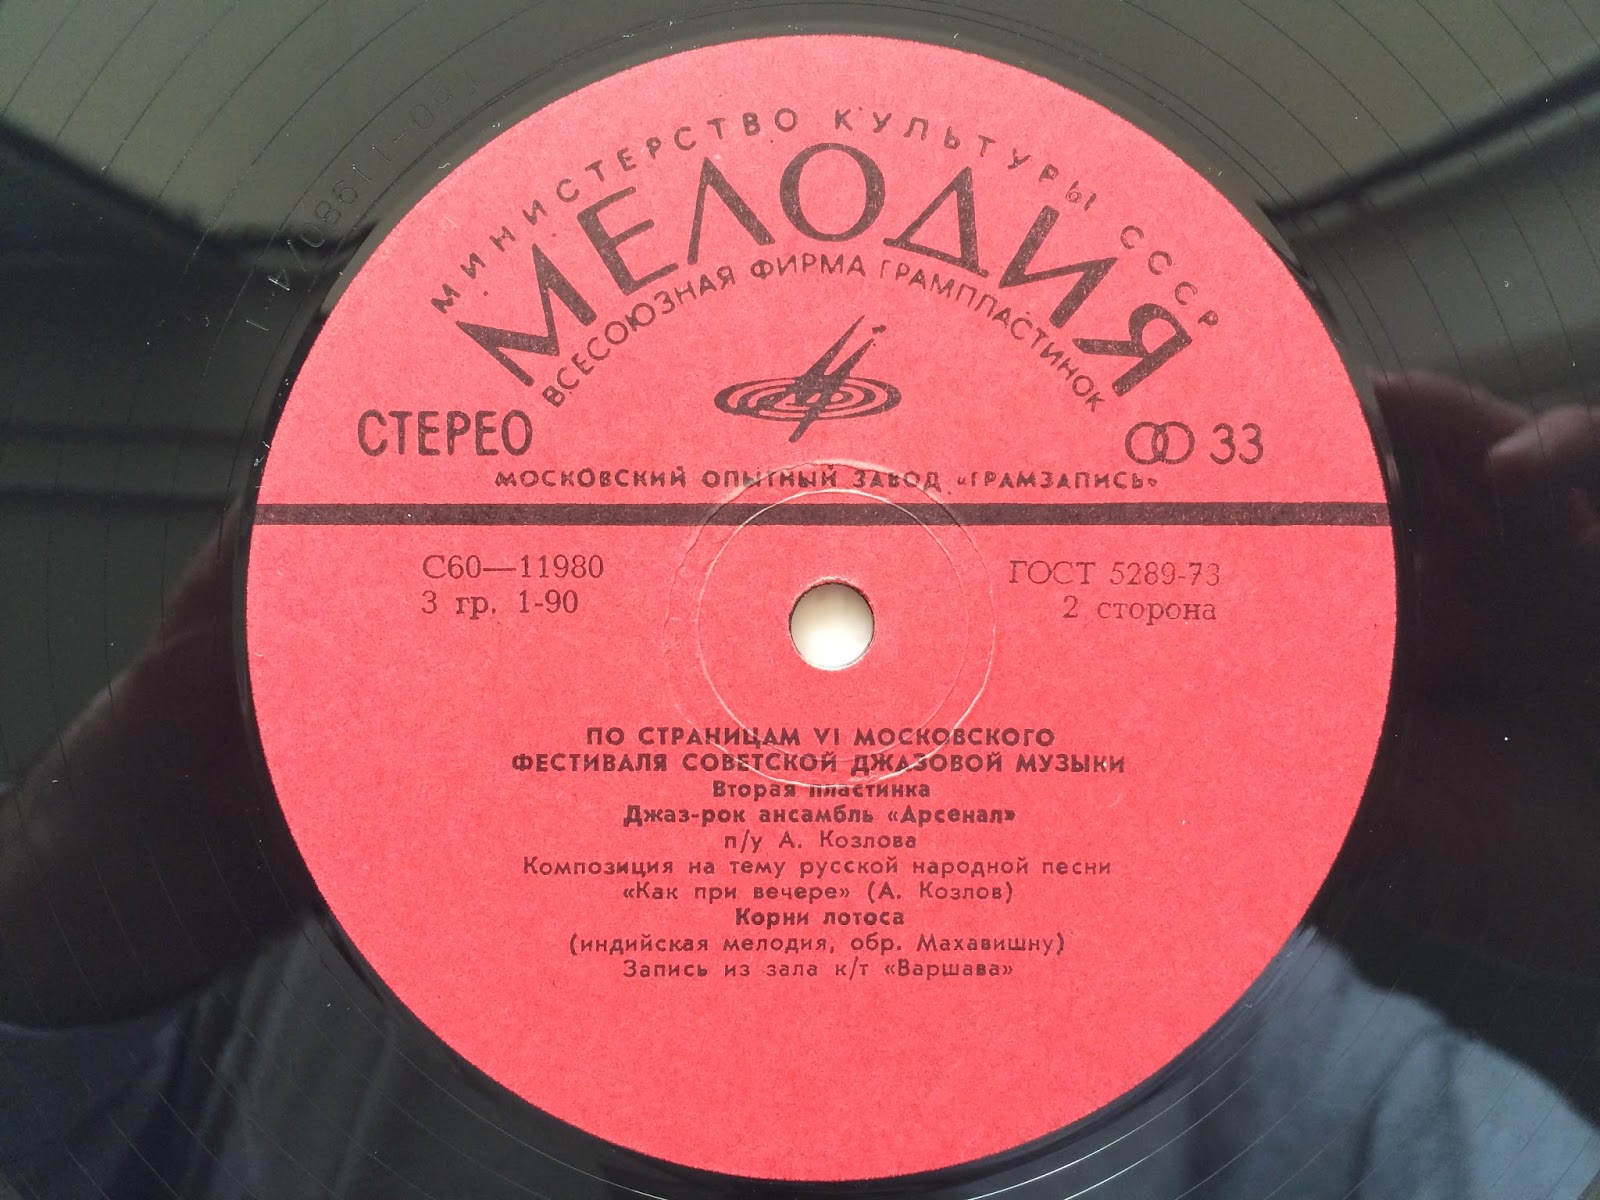 МИНИСТЕРСТВО КУЛЬТУРЫ СССР
МЕЛОДИЯ
ВСЕСОЮЗНАЯ ФИРМА ГРАМПЛАСТИНОК
СТЕРЕО
33
МОСКОВСКИЙ ОПЫТНЫЙ ЗАВОД «ГРАМЗАПИСЬ»
С60—11980
ГОСТ 5289-73
3 гр. 1-90
2 сторона
ПО СТРАНИЦАМ VI МОСКОВСКОГО
ФЕСТИВАЛЯ СОВЕТСКОЙ ДЖАЗОВОЙ МУЗЫКИ
Вторая пластинка
Джаз-рок ансамбль «Арсенал»
п/у А. Козлова
Композиция на тему русской народной песни
«Как при вечере» (А. Козлов)
Корни лотоса
(индийская мелодия, обр. Махавишну)
Запись из зала к/т «Варшава»